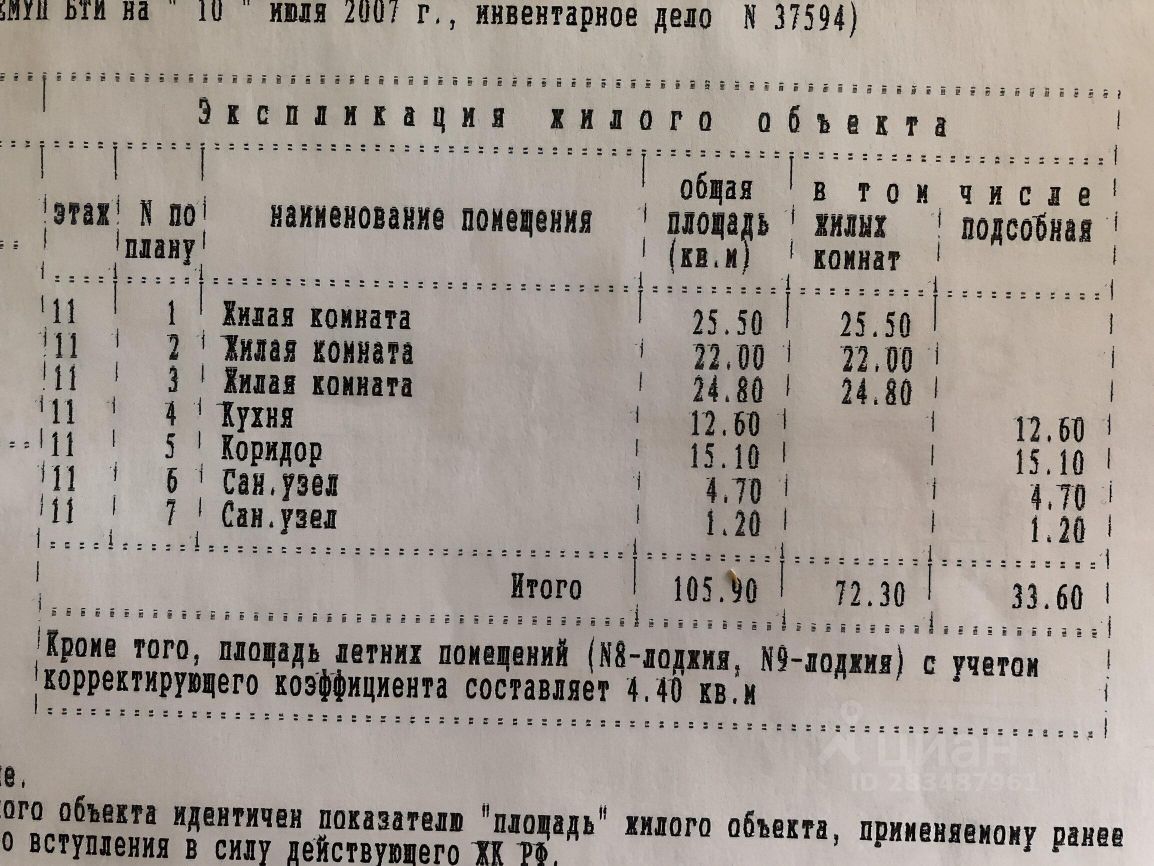 ЕМУП БТИ на " 10 " июля 2007 г., инвентарное дело N 37594)
Экспликация жилого объекта
этаж N по плану наименование помещения общая площадь (кв.м) в том числе жилых комнат подсобная
11 1 Жилая комната 25.50 25.50
11 2 Жилая комната 22.00 22.00
11 3 Жилая комната 24.80 24.80
11 4 Кухня 12.60 12.60
11 5 Коридор 15.10 15.10
11 6 Сан.узел 4.70 4.70
11 7 Сан.узел 1.20 1.20
Итого 105.90 72.30 33.60
Кроме того, площадь летних помещений (N8-лоджия, N9-лоджия) с учетом
корректирующего коэффициента составляет 4.40 кв.м
циан
ID 283487961
объекта идентичен показателю "площадь" жилого объекта, применяемому ранее
вступления в силу действующего ЖК РФ.